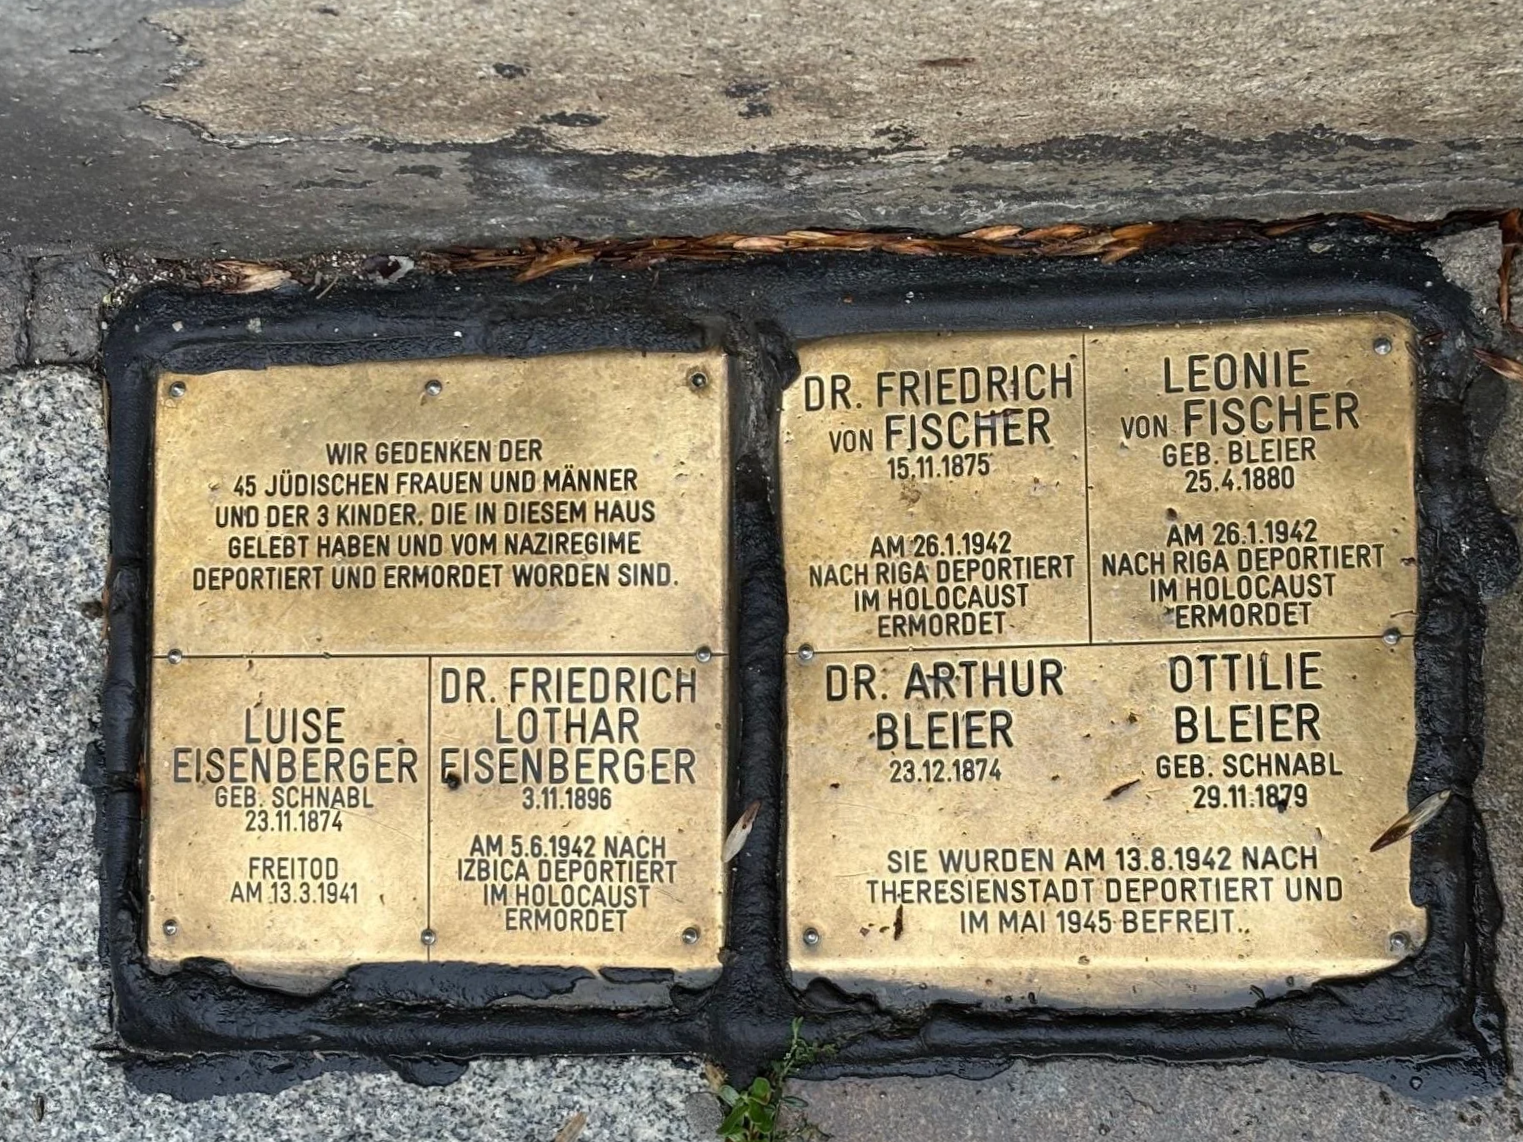 WIR GEDENKEN DER
45 JÜDISCHEN FRAUEN UND MÄNNER
UND DER 3 KINDER, DIE IN DIESEM HAUS
GELEBT HABEN UND VOM NAZIREGIME
DEPORTIERT UND ERMORDET WORDEN SIND.
LUISE
EISENBERGER
GEB. SCHNABL
23.11.1874
FREITOD
AM 13.3.1941
DR. FRIEDRICH
LOTHAR
EISENBERGER
3.11.1896
AM 5.6.1942 NACH
IZBICA DEPORTIERT
IM HOLOCAUST
ERMORDET
DR. FRIEDRICH
VON FISCHER
15.11.1875
AM 26.1.1942
NACH RIGA DEPORTIERT
IM HOLOCAUST
ERMORDET
LEONIE
VON FISCHER
GEB. BLEIER
25.4.1880
AM 26.1.1942
NACH RIGA DEPORTIERT
IM HOLOCAUST
ERMORDET
DR. ARTHUR
BLEIER
23.12.1874
OTTILIE
BLEIER
GEB. SCHNABL
29.11.1879
SIE WURDEN AM 13.8.1942 NACH
THERESIENSTADT DEPORTIERT UND
IM MAI 1945 BEFREIT.